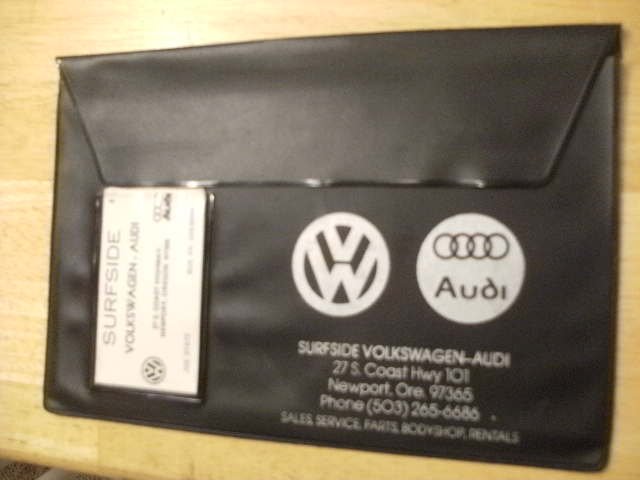 SURFSIDE
VOLKSWAGEN - AUDI
Audi
Audi
SURFSIDE VOLKSWAGEN-AUDI
27 S. Coast Hwy 101
Newport, Ore. 97365
Phone (503) 265-6686
SALES, SERVICE, PARTS, BODYSHOP, RENTALS